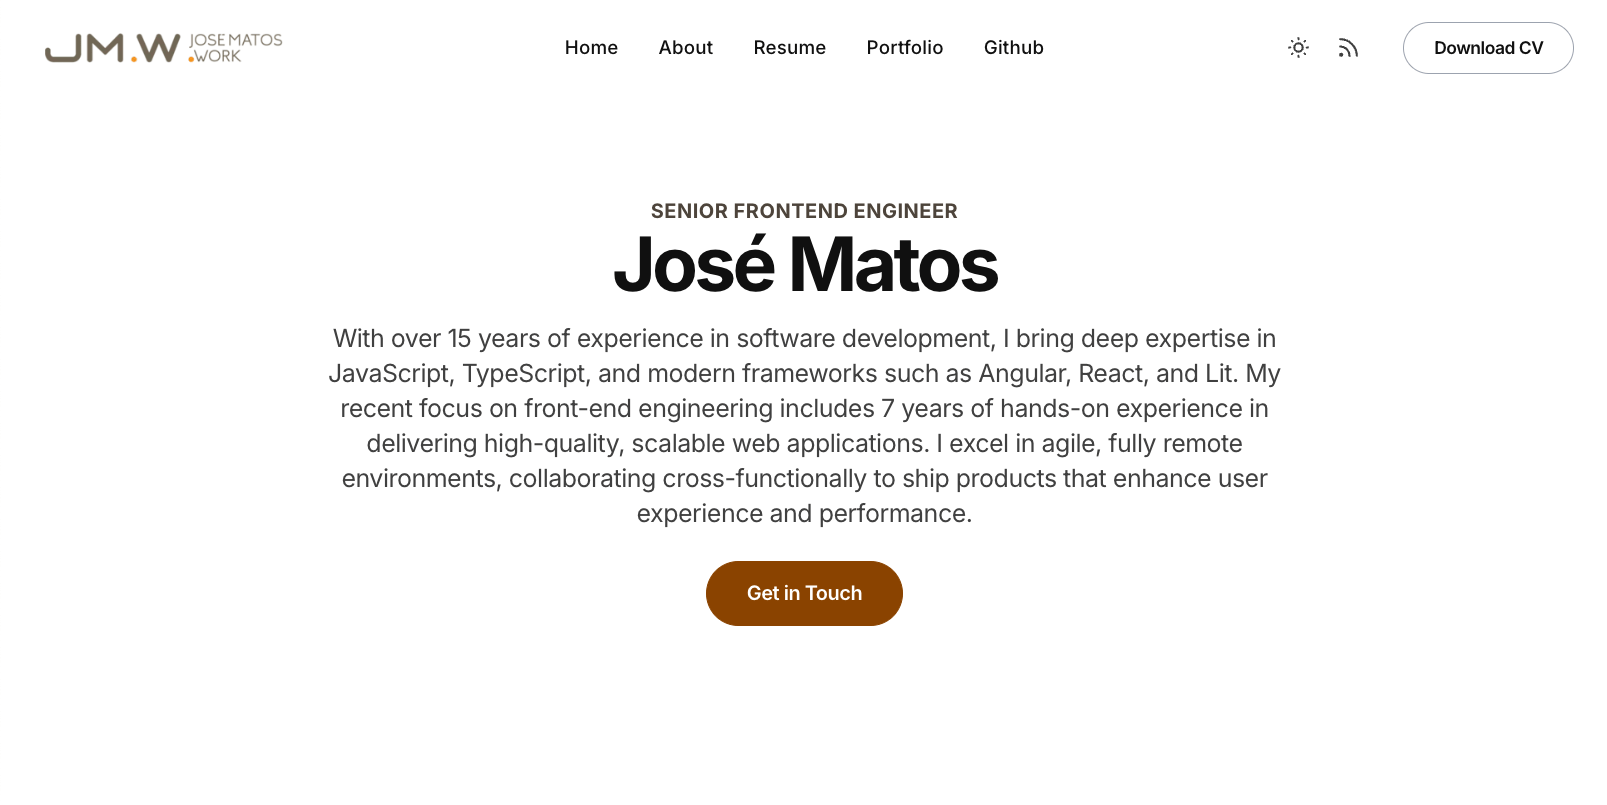 JM.W JOSE MATOS
.WORK
Home About Resume Portfolio Github
Download CV
SENIOR FRONTEND ENGINEER
José Matos
With over 15 years of experience in software development, I bring deep expertise in
JavaScript, TypeScript, and modern frameworks such as Angular, React, and Lit. My
recent focus on front-end engineering includes 7 years of hands-on experience in
delivering high-quality, scalable web applications. I excel in agile, fully remote
environments, collaborating cross-functionally to ship products that enhance user
experience and performance.
Get in Touch